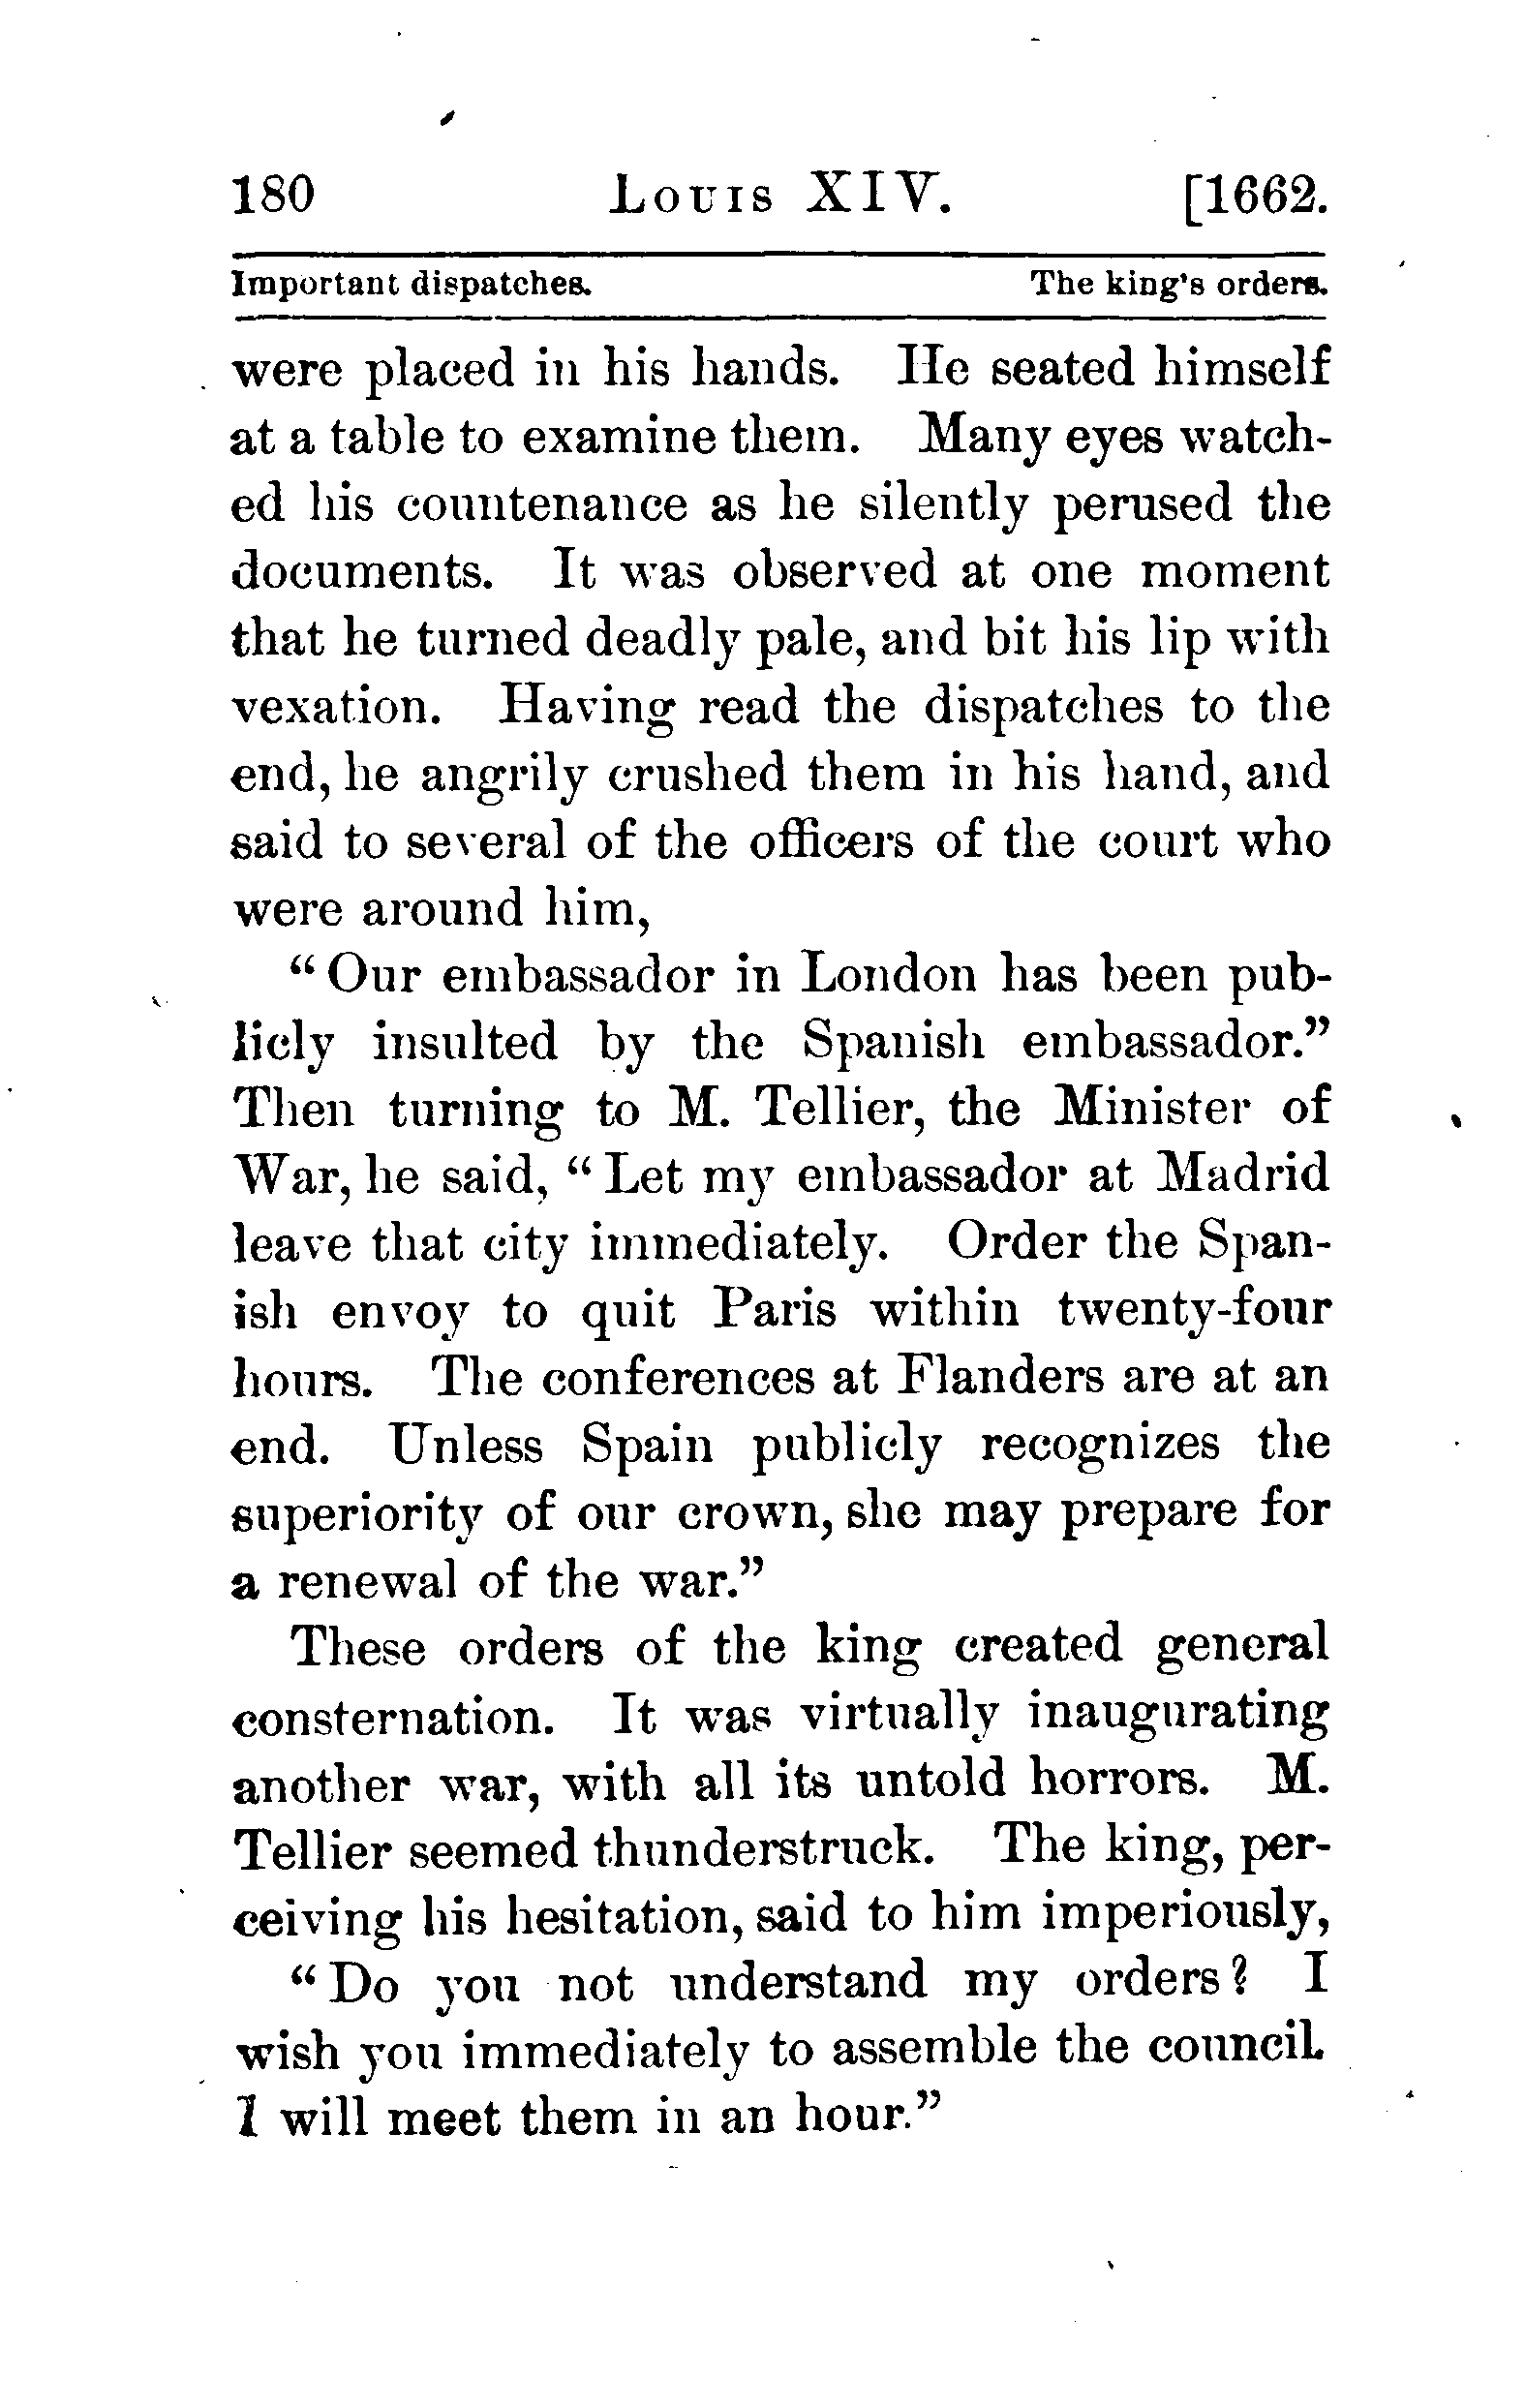 180 Louis XIV. [1662.
Important dispatches. The king's orders.
were placed in his hands. He seated himself
at a table to examine them. Many eyes watch-
ed his countenance as he silently perused the
documents. It was observed at one moment
that he turned deadly pale, and bit his lip with
vexation. Having read the dispatches to the
end, he angrily crushed them in his hand, and
said to several of the officers of the court who
were around him,
"Our embassador in London has been pub-
licly insulted by the Spanish embassador."
Then turning to M. Tellier, the Minister of
War, he said, "Let my embassador at Madrid
leave that city immediately. Order the Span-
ish envoy to quit Paris within twenty-four
hours. The conferences at Flanders are at an
end. Unless Spain publicly recognizes the
superiority of our crown, she may prepare for
a renewal of the war."
These orders of the king created general
consternation. It was virtually inaugurating
another war, with all its untold horrors. M.
Tellier seemed thunderstruck. The king, per-
ceiving his hesitation, said to him imperiously,
"Do you not understand my orders? I
wish you immediately to assemble the council.
I will meet them in an hour."